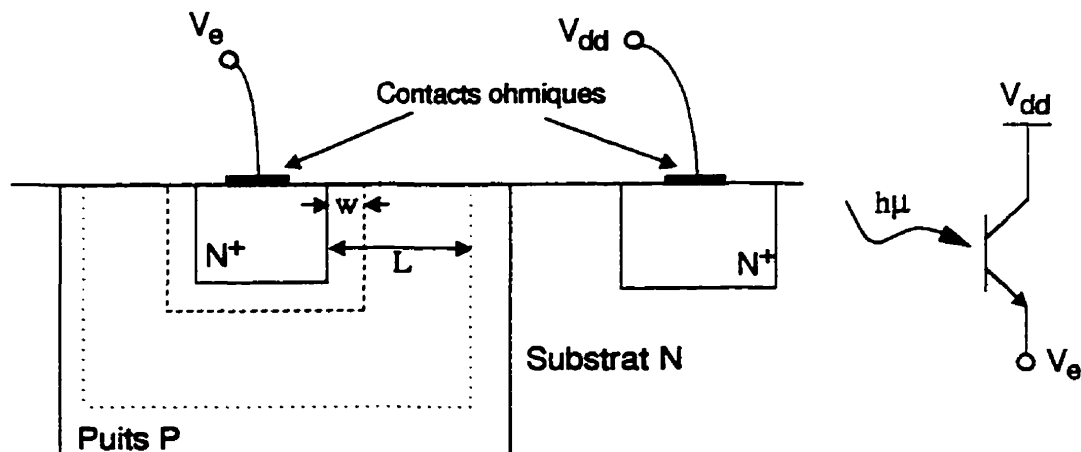 Ve
Vdd
Contacts ohmiques
Vdd
hμ
w
N+
L
N+
Substrat N
Ve
Puits P